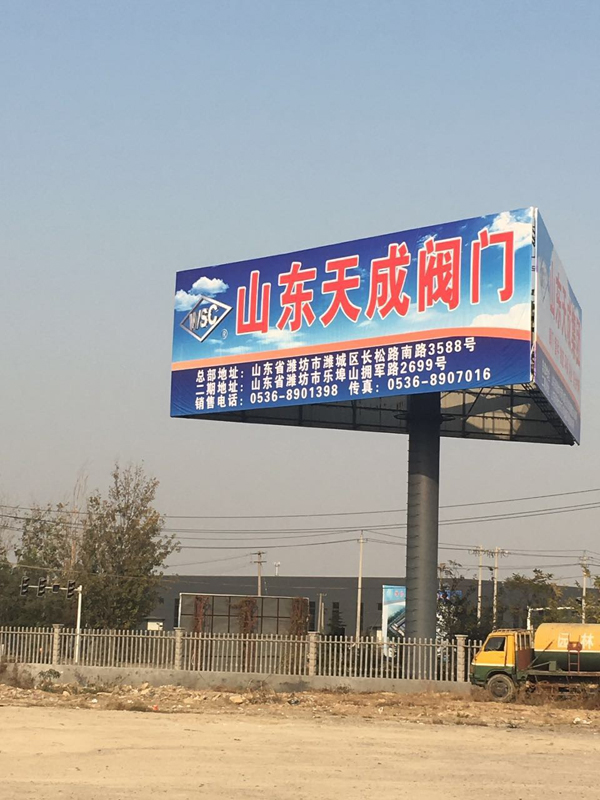 山东天成阀门
WSC
®
总部地址：山东省潍坊市潍城区长松路南路3588号
二期地址：山东省潍坊市乐埠山拥军路2699号
销售电话：0536-8901398 传真：0536-8907016
园林